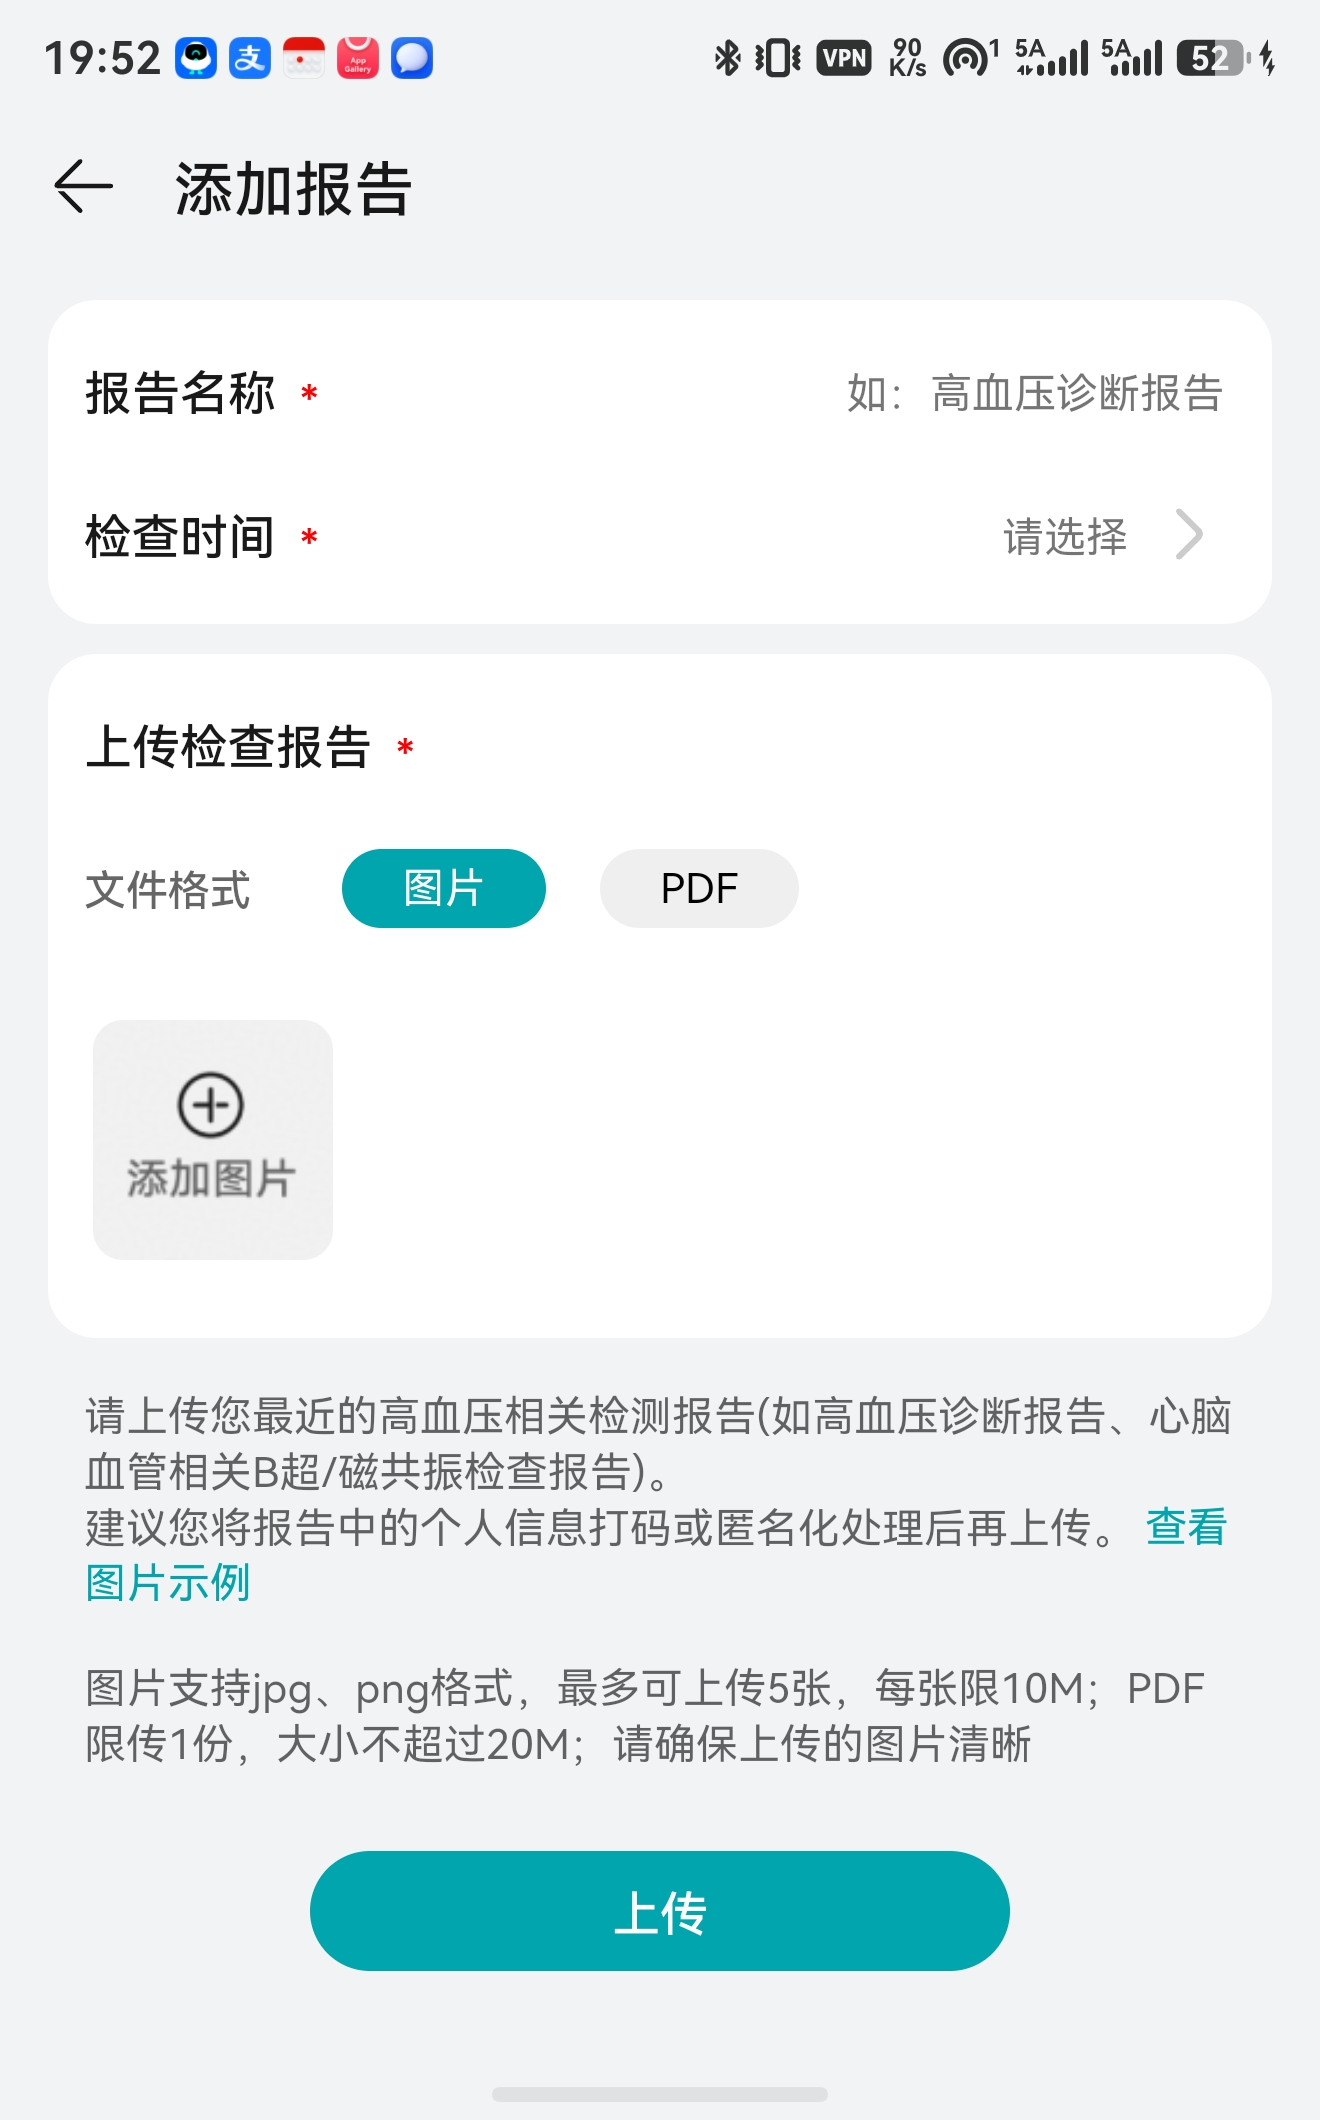 19:52 支 App Gallery VPN 90 K/s 1 5A 5A 52
添加报告
报告名称 * 如：高血压诊断报告
检查时间 * 请选择
上传检查报告 *
文件格式 图片 PDF
添加图片
请上传您最近的高血压相关检测报告(如高血压诊断报告、心脑
血管相关B超/磁共振检查报告)。
建议您将报告中的个人信息打码或匿名化处理后再上传。 查看
图片示例
图片支持jpg、png格式，最多可上传5张，每张限10M；PDF
限传1份，大小不超过20M；请确保上传的图片清晰
上传